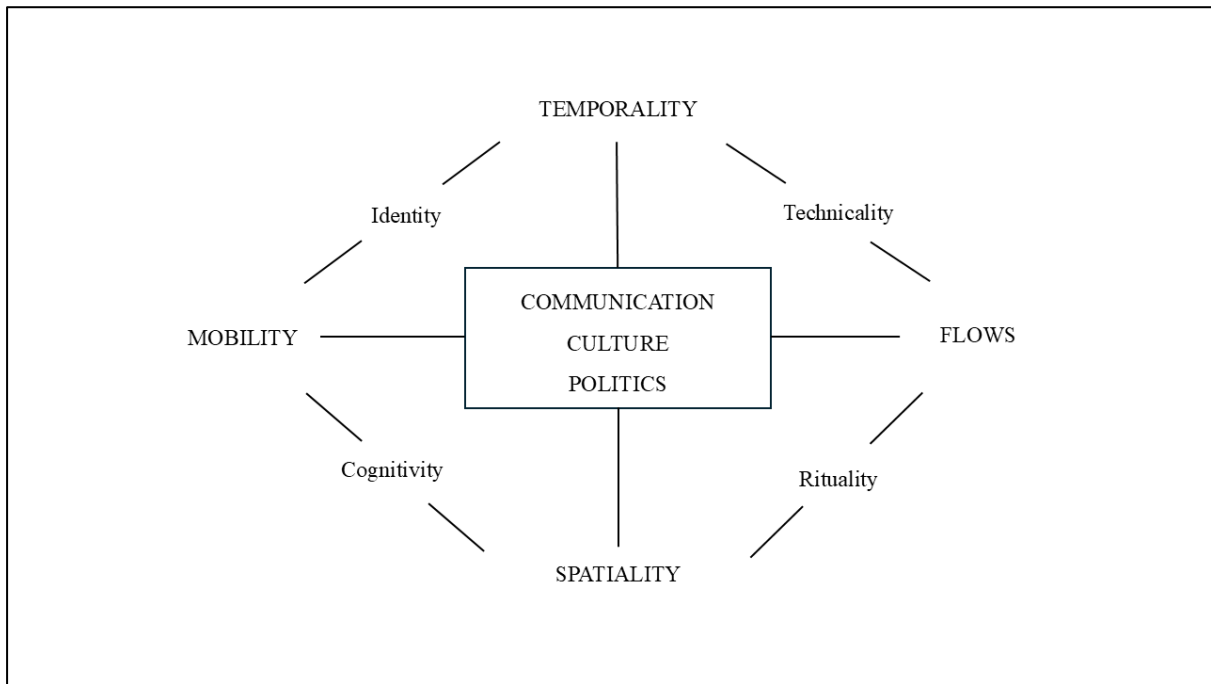 TEMPORALITY
Identity
Technicality
COMMUNICATION
CULTURE
POLITICS
MOBILITY
FLOWS
Cognitivity
Rituality
SPATIALITY